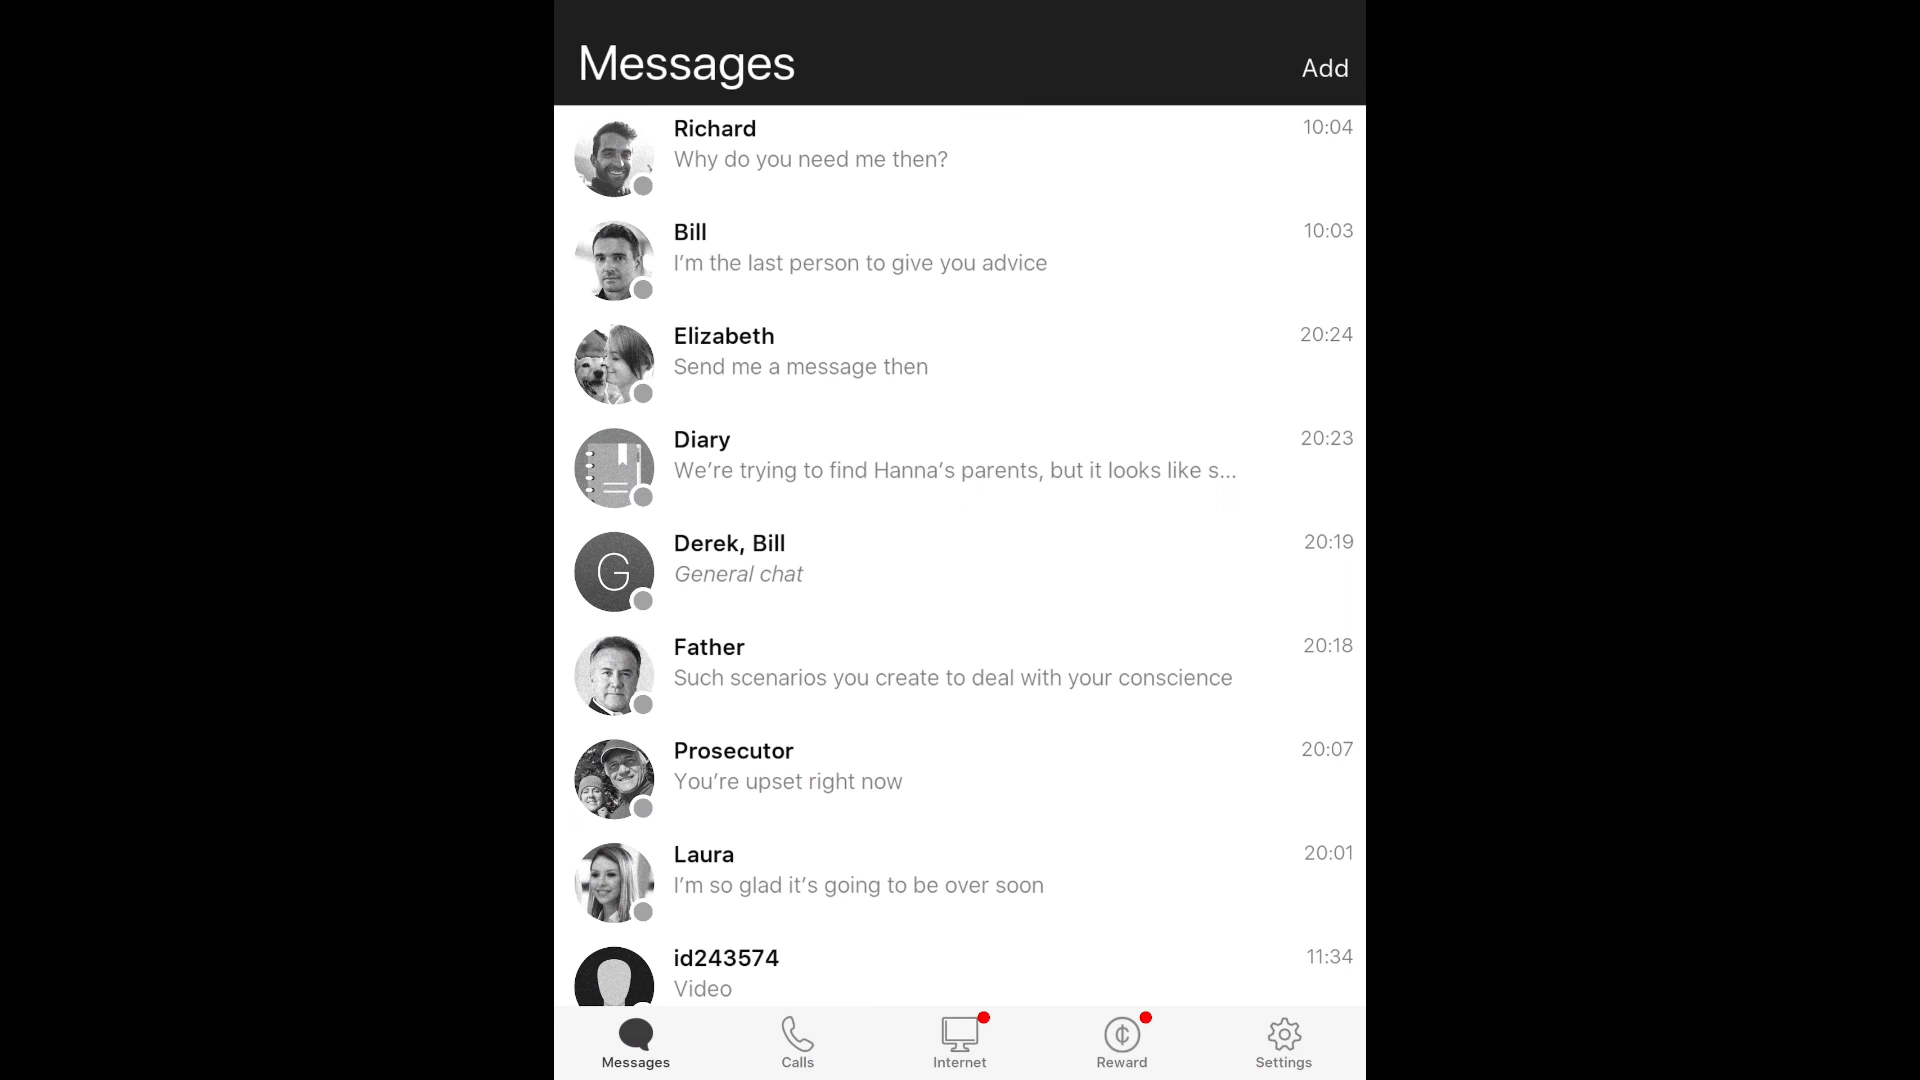 Messages
Add
Richard
10:04
Why do you need me then?
Bill
10:03
I'm the last person to give you advice
Elizabeth
20:24
Send me a message then
Diary
20:23
We're trying to find Hanna's parents, but it looks like s...
G
Derek, Bill
20:19
General chat
Father
20:18
Such scenarios you create to deal with your conscience
Prosecutor
20:07
You're upset right now
Laura
20:01
I'm so glad it's going to be over soon
id243574
11:34
Video
Messages
Calls
Internet
¢
Reward
Settings